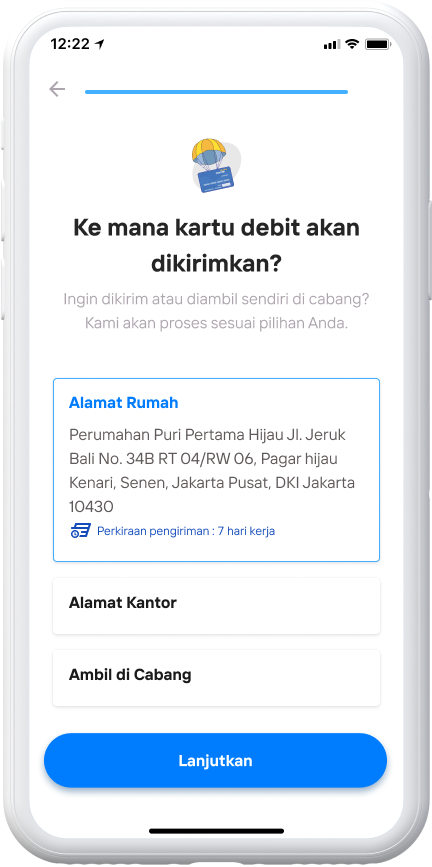 12:22
Ke mana kartu debit akan
dikirimkan?
Ingin dikirim atau diambil sendiri di cabang?
Kami akan proses sesuai pilihan Anda.
Alamat Rumah
Perumahan Puri Pertama Hijau Jl. Jeruk
Bali No. 34B RT 04/RW 06, Pagar hijau
Kenari, Senen, Jakarta Pusat, DKI Jakarta
10430
Perkiraan pengiriman : 7 hari kerja
Alamat Kantor
Ambil di Cabang
Lanjutkan